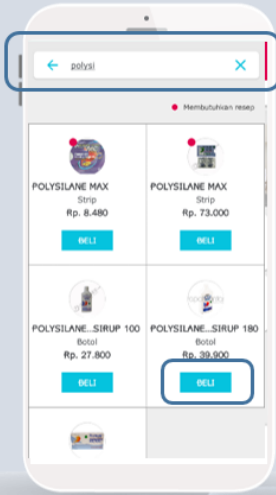 polysi
Membutuhkan resep
POLYSILANE MAX
Strip
Rp. 8.480
BELI
POLYSILANE MAX
Strip
Rp. 73.000
BELI
POLYSILANE...SIRUP 100
Botol
Rp. 27.800
BELI
POLYSILANE...SIRUP 180
Botol
Rp. 39.900
BELI